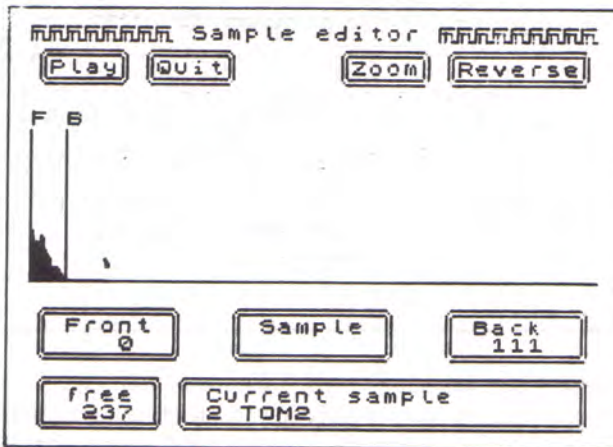 Sample editor
Play Quit Zoom Reverse
F B
Front Sample Back
0 111
free Current sample
237 2 TOM2